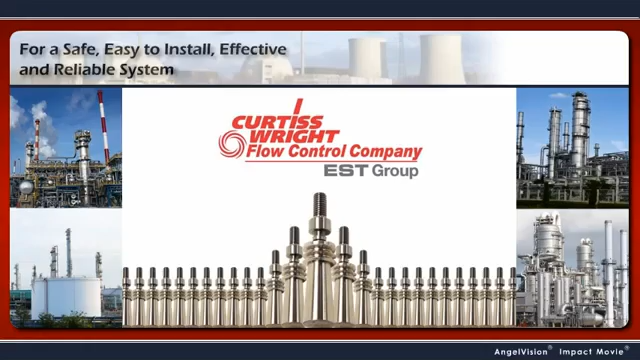 For a Safe, Easy to Install, Effective
and Reliable System
CURTISS
WRIGHT
Flow Control Company
EST Group
AngelVision® Impact Movie®